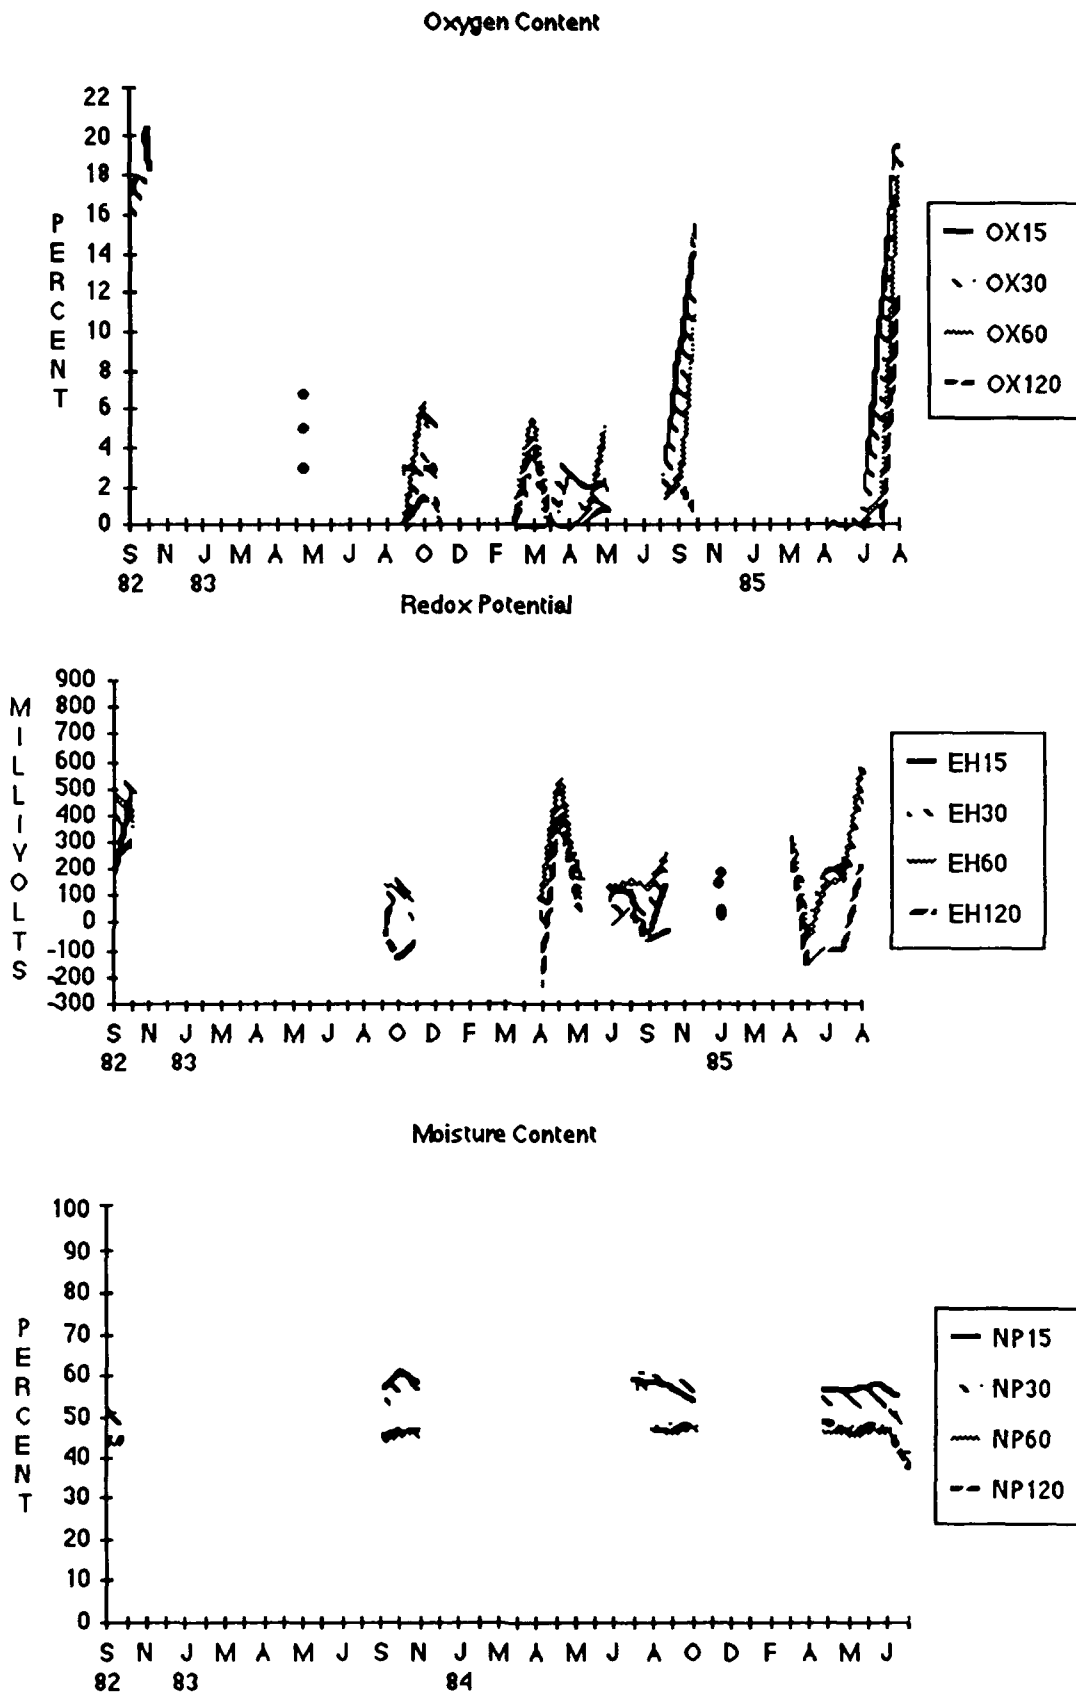 Oxygen Content
22
20
18
16
14
12
10
8
6
4
2
0
PERCENT
S N J M A M J A O D F M A M J S N J M A J A
82 83 85
OX15
OX30
OX60
OX120
Redox Potential
900
800
700
600
500
400
300
200
100
0
-100
-200
-300
MILLIVOLTS
S N J M A M J A O D F M A M J S N J M A J A
82 83 85
EH15
EH30
EH60
EH120
Moisture Content
100
90
80
70
60
50
40
30
20
10
0
PERCENT
S N J M A M J S N J M A M J A O D F A M J
82 83 84
NP15
NP30
NP60
NP120